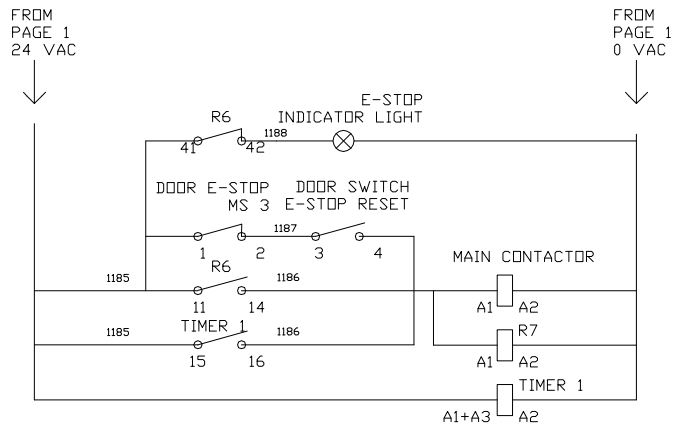 FROM
PAGE 1
24 VAC
FROM
PAGE 1
0 VAC
E-STOP
INDICATOR LIGHT
R6
1188
41
42
DOOR E-STOP
MS 3
DOOR SWITCH
E-STOP RESET
1187
1
2
3
4
R6
1185
1186
11
14
MAIN CONTACTOR
A1
A2
TIMER 1
1185
1186
15
16
R7
A1
A2
TIMER 1
A1+A3
A2